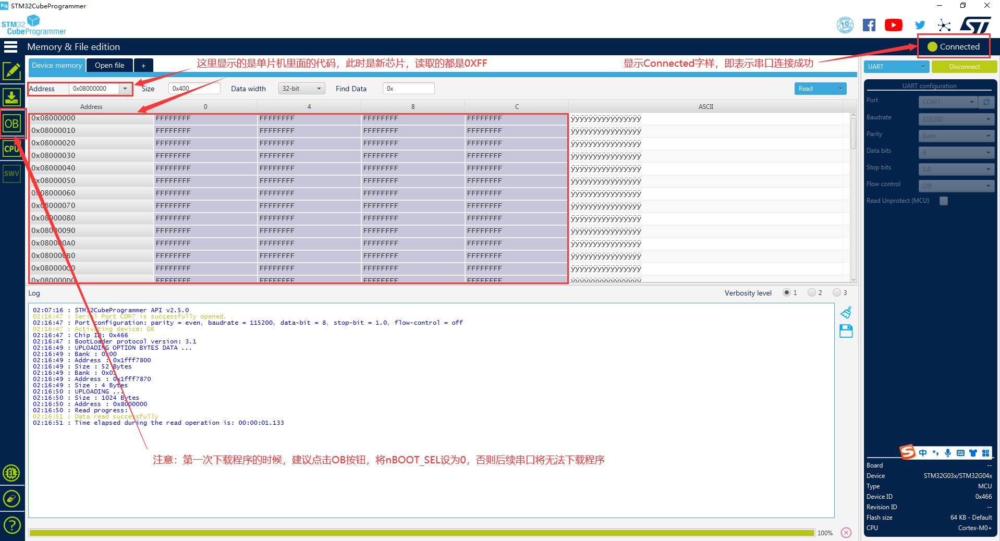 Prg STM32CubeProgrammer
STM32
CubeProgrammer
10
Memory & File edition
Connected
Device memory
Open file
+
这里显示的是单片机里面的代码，此时是新芯片，读取的都是0XFF
显示Connected字样，即表示串口连接成功
UART
Disconnect
Address 0x08000000 Size 0x400 Data width 32-bit Find Data 0x Read
Address 0 4 8 C ASCII
0x08000000 FFFFFFFF FFFFFFFF FFFFFFFF FFFFFFFF ÿÿÿÿÿÿÿÿÿÿÿÿÿÿÿÿ
0x08000010 FFFFFFFF FFFFFFFF FFFFFFFF FFFFFFFF ÿÿÿÿÿÿÿÿÿÿÿÿÿÿÿÿ
0x08000020 FFFFFFFF FFFFFFFF FFFFFFFF FFFFFFFF ÿÿÿÿÿÿÿÿÿÿÿÿÿÿÿÿ
0x08000030 FFFFFFFF FFFFFFFF FFFFFFFF FFFFFFFF ÿÿÿÿÿÿÿÿÿÿÿÿÿÿÿÿ
0x08000040 FFFFFFFF FFFFFFFF FFFFFFFF FFFFFFFF ÿÿÿÿÿÿÿÿÿÿÿÿÿÿÿÿ
0x08000050 FFFFFFFF FFFFFFFF FFFFFFFF FFFFFFFF ÿÿÿÿÿÿÿÿÿÿÿÿÿÿÿÿ
0x08000060 FFFFFFFF FFFFFFFF FFFFFFFF FFFFFFFF ÿÿÿÿÿÿÿÿÿÿÿÿÿÿÿÿ
0x08000070 FFFFFFFF FFFFFFFF FFFFFFFF FFFFFFFF ÿÿÿÿÿÿÿÿÿÿÿÿÿÿÿÿ
0x08000080 FFFFFFFF FFFFFFFF FFFFFFFF FFFFFFFF ÿÿÿÿÿÿÿÿÿÿÿÿÿÿÿÿ
0x08000090 FFFFFFFF FFFFFFFF FFFFFFFF FFFFFFFF ÿÿÿÿÿÿÿÿÿÿÿÿÿÿÿÿ
0x080000A0 FFFFFFFF FFFFFFFF FFFFFFFF FFFFFFFF ÿÿÿÿÿÿÿÿÿÿÿÿÿÿÿÿ
0x080000B0 FFFFFFFF FFFFFFFF FFFFFFFF FFFFFFFF ÿÿÿÿÿÿÿÿÿÿÿÿÿÿÿÿ
0x080000C0 FFFFFFFF FFFFFFFF FFFFFFFF FFFFFFFF ÿÿÿÿÿÿÿÿÿÿÿÿÿÿÿÿ
0x080000D0 FFFFFFFF FFFFFFFF FFFFFFFF FFFFFFFF ÿÿÿÿÿÿÿÿÿÿÿÿÿÿÿÿ
OB
CPU
SWV
UART configuration
Port COM7
Baudrate 115200
Parity Even
Data bits 8
Stop bits 1.0
Flow control Off
Read Unprotect (MCU)
Log
Verbosity level 1 2 3
02:07:16 : STM32CubeProgrammer API v2.5.0
02:16:47 : Serial Port COM7 is successfully opened.
02:16:47 : Port configuration: parity = even, baudrate = 115200, data-bit = 8, stop-bit = 1.0, flow-control = off
02:16:47 : Activating device: OK
02:16:47 : Chip ID: 0x466
02:16:47 : BootLoader protocol version: 3.1
02:16:49 : UPLOADING OPTION BYTES DATA ...
02:16:49 : Bank : 0x00
02:16:49 : Address : 0x1fff7800
02:16:49 : Size : 52 Bytes
02:16:49 : Bank : 0x01
02:16:49 : Address : 0x1fff7870
02:16:49 : Size : 4 Bytes
02:16:50 : UPLOADING ...
02:16:50 : Size : 1024 Bytes
02:16:50 : Address : 0x8000000
02:16:50 : Read progress:
02:16:51 : Data read successfully
02:16:51 : Time elapsed during the read operation is: 00:00:01.133
注意：第一次下载程序的时候，建议点击OB按钮，将nBOOT_SEL设为0，否则后续串口将无法下载程序
S 中
Board --
Device STM32G03x/STM32G04x
Type MCU
Device ID 0x466
Revision ID --
Flash size 64 KB - Default
CPU Cortex-M0+
EL
?
100%